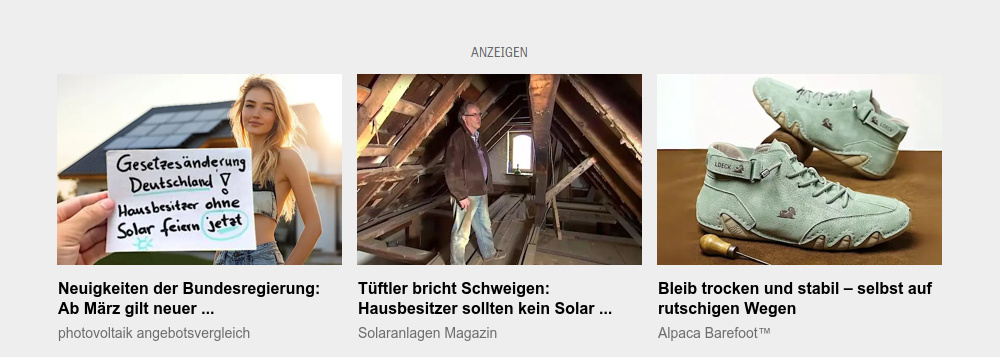 ANZEIGEN
Gesetzesänderung
Deutschland!
Hausbesitzer ohne
Solar feiern jetzt
LOECK
Neuigkeiten der Bundesregierung:
Ab März gilt neuer ...
photovoltaik angebotsvergleich
Tüftler bricht Schweigen:
Hausbesitzer sollten kein Solar ...
Solaranlagen Magazin
Bleib trocken und stabil – selbst auf
rutschigen Wegen
Alpaca Barefoot™